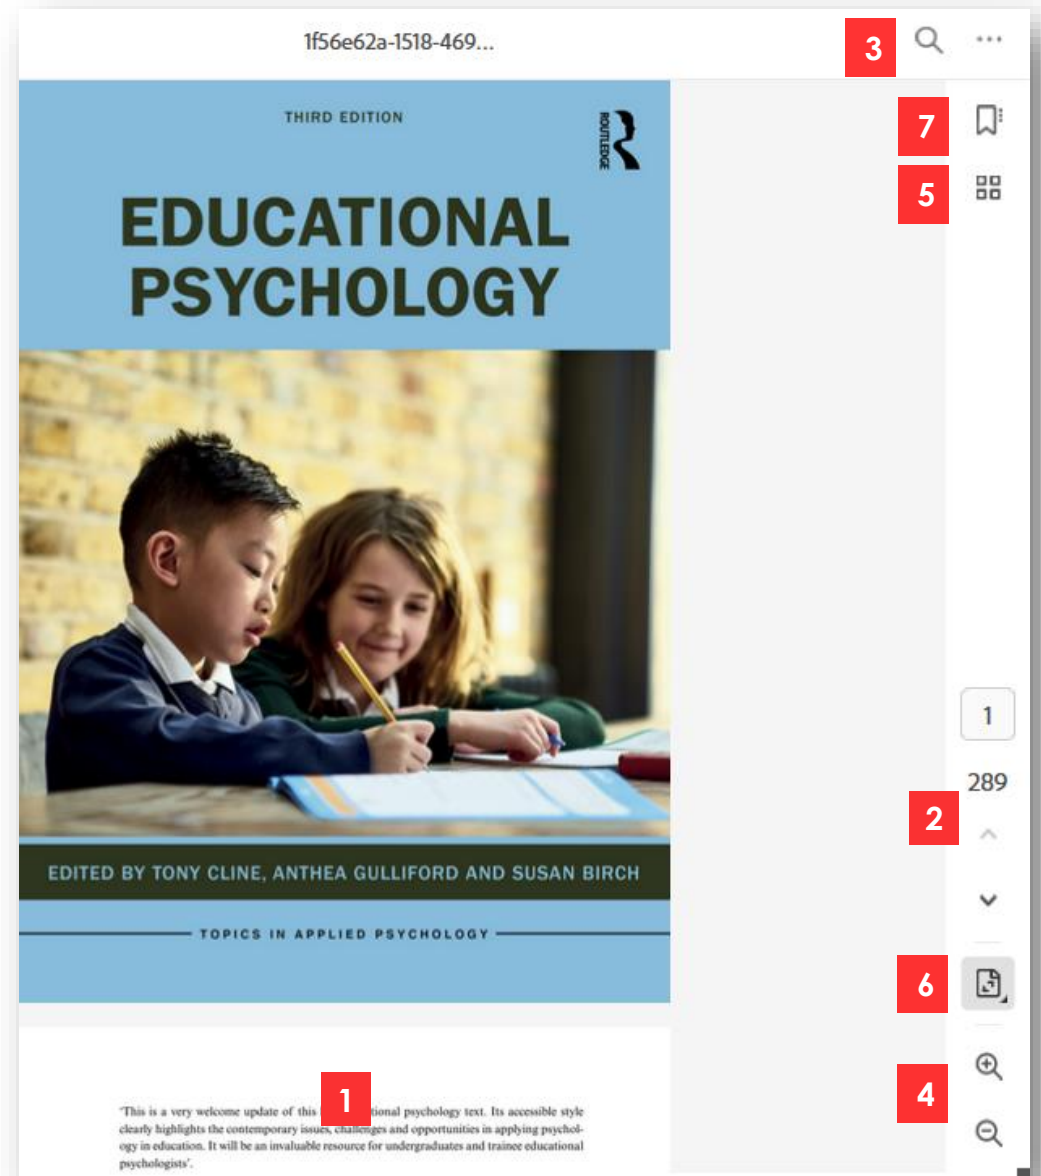 1f56e62a-1518-469...
3
THIRD EDITION
ROUTLEDGE
7
5
EDUCATIONAL
PSYCHOLOGY
1
289
2
EDITED BY TONY CLINE, ANTHEA GULLIFORD AND SUSAN BIRCH
TOPICS IN APPLIED PSYCHOLOGY
6
4
1
'This is a very welcome update of this tional psychology text. Its accessible style
clearly highlights the contemporary issues, challenges and opportunities in applying psychol-
ogy in education. It will be an invaluable resource for undergraduates and trainee educational
psychologists'.